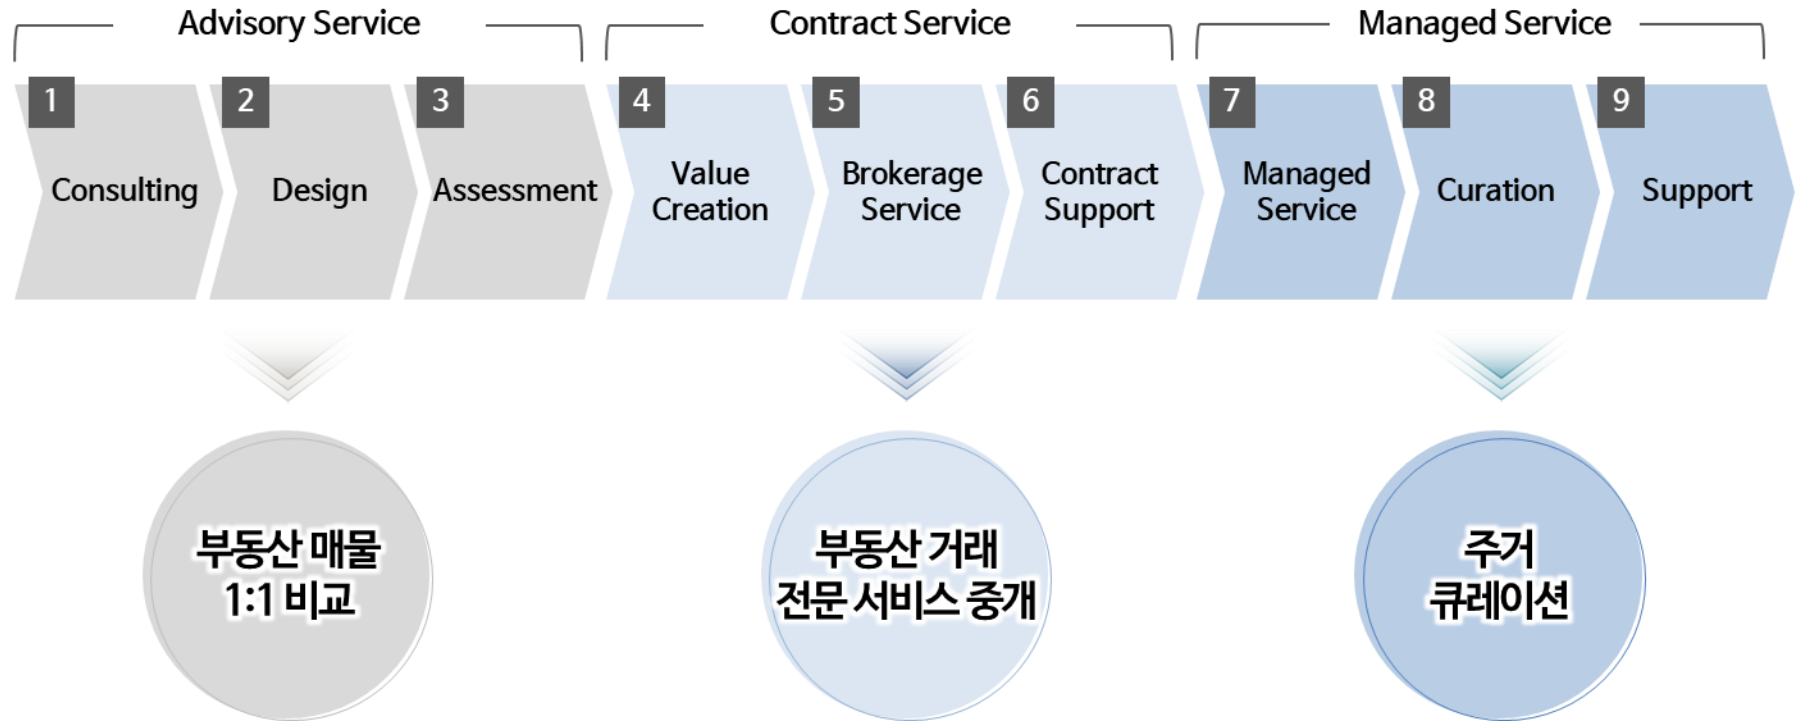 Advisory Service
Contract Service
Managed Service
1
2
3
4
5
6
7
8
9
Consulting
Design
Assessment
Value
Creation
Brokerage
Service
Contract
Support
Managed
Service
Curation
Support
부동산 매물
1:1 비교
부동산 거래
전문 서비스 중개
주거
큐레이션